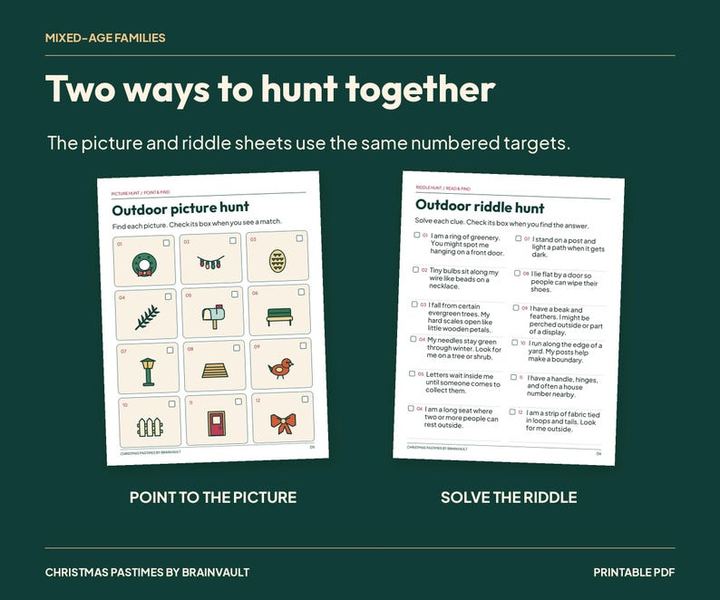 MIXED-AGE FAMILIES
Two ways to hunt together
The picture and riddle sheets use the same numbered targets.
PICTURE HUNT / POINT & FIND
Outdoor picture hunt
Find each picture. Check its box when you see a match.
01
02
03
04
05
06
07
08
09
10
11
12
CHRISTMAS PASTIMES BY BRAINVAULT
RIDDLE HUNT / READ & FIND
Outdoor riddle hunt
Solve each clue. Check its box when you find the answer.
01 I am a ring of greenery.
You might spot me
hanging on a front door.
02 Tiny bulbs sit along my
wire like beads on a
necklace.
03 I fall from certain
evergreen trees. My
hard scales open like
little wooden petals.
04 My needles stay green
through winter. Look for
me on a tree or shrub.
05 Letters wait inside me
until someone comes to
collect them.
06 I am a long seat where
two or more people can
rest outside.
07 I stand on a post and
light a path when it gets
dark.
08 I lie flat by a door so
people can wipe their
shoes.
09 I have a beak and
feathers. I might be
perched outside or part
of a display.
10 I run along the edge of a
yard. My posts help
make a boundary.
11 I have a handle, hinges,
and often a house
number nearby.
12 I am a strip of fabric tied
in loops and tails. Look
for me outside.
CHRISTMAS PASTIMES BY BRAINVAULT
POINT TO THE PICTURE
SOLVE THE RIDDLE
CHRISTMAS PASTIMES BY BRAINVAULT
PRINTABLE PDF